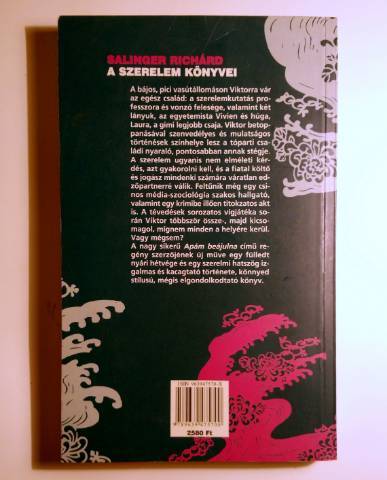 SALINGER RICHÁRD
A SZERELEM KÖNYVEI
A bájos, pici vasútállomáson Viktorra vár
az egész család: a szerelemkutatás pro-
fesszora és vonzó felesége, valamint két
lányuk, az egyetemista Vivien és húga,
Laura, a gimi legjobb csaja. Viktor betop-
panásával szenvedélyes és mulatságos
történések színhelye lesz a tóparti csa-
ládi nyaraló, pontosabban annak stégje.
A szerelem ugyanis nem elméleti kér-
dés, azt gyakorolni kell, és a fiatal költő
és jogász mindenki számára váratlan ed-
zőpartnerré válik. Feltűnik még egy csi-
nos média-szociológia szakos hallgató,
valamint egy krimibe illően titokzatos akt
is. A tévedések sorozatos vígjátéka so-
rán Viktor többször össze-, majd kicso-
magol, mignem minden a helyére kerül.
Vagy mégsem?
A nagy sikerű Apám beájulna című re-
gény szerzőjének új műve egy fülledt
nyári hétvége és egy szerelmi hatszög iz-
galmas és kacagtató története, könnyed
stílusú, mégis elgondolkodtató könyv.
2580 Ft